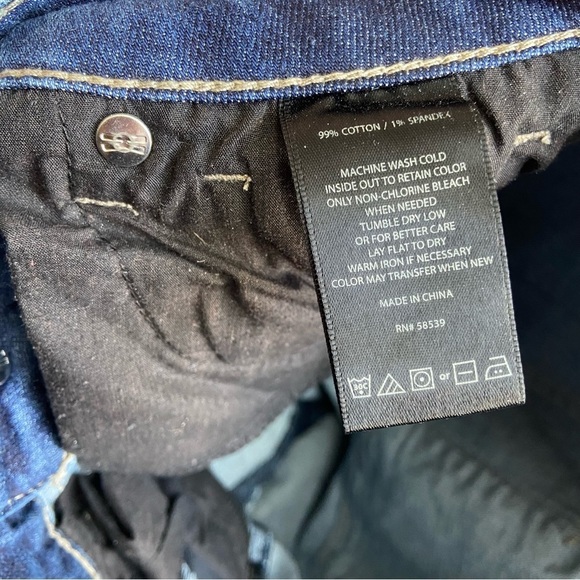 99% COTTON / 1% SPANDEX
MACHINE WASH COLD
INSIDE OUT TO RETAIN COLOR
ONLY NON-CHLORINE BLEACH
WHEN NEEDED
TUMBLE DRY LOW
OR FOR BETTER CARE
LAY FLAT TO DRY
WARM IRON IF NECESSARY
COLOR MAY TRANSFER WHEN NEW
MADE IN CHINA
RN# 58539
30C or